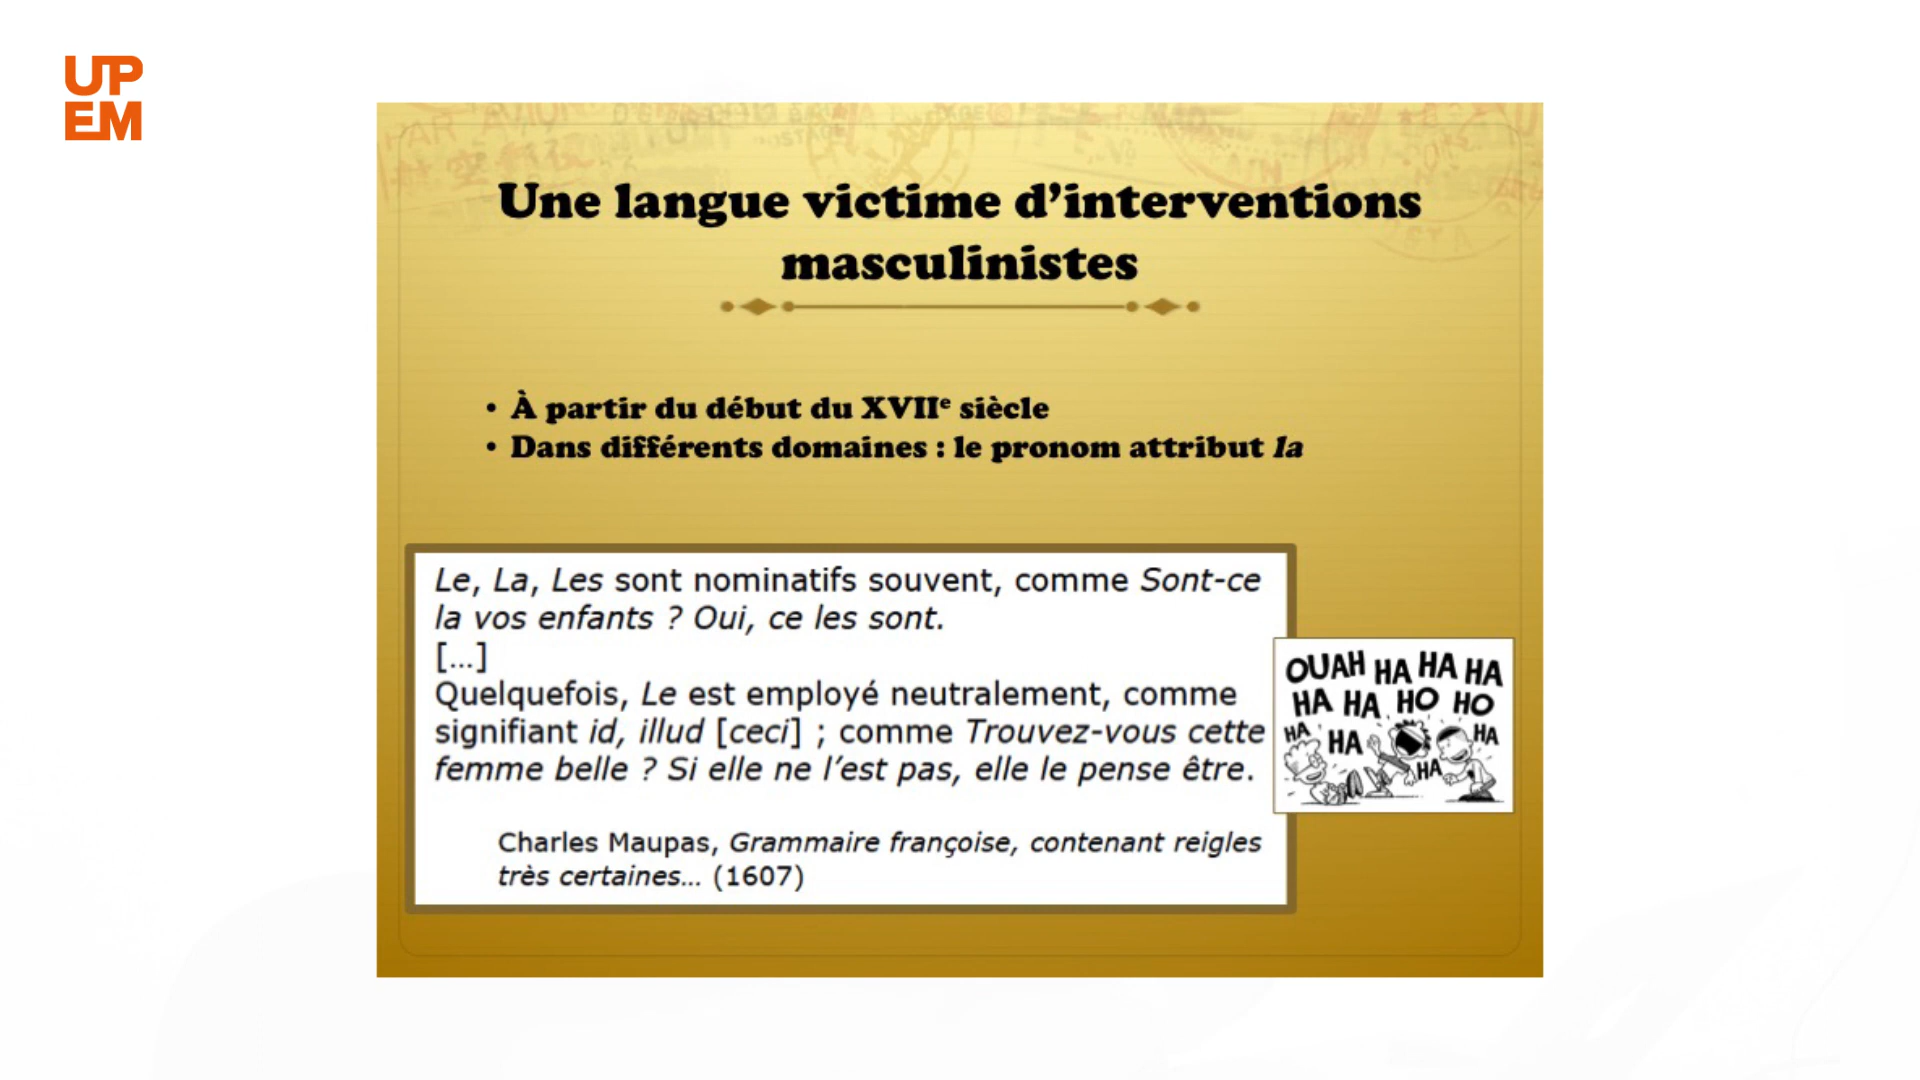 UP
EM
PAR AVION
Une langue victime d’interventions
masculinistes
• À partir du début du XVIIe siècle
• Dans différents domaines : le pronom attribut la
Le, La, Les sont nominatifs souvent, comme Sont-ce
la vos enfants ? Oui, ce les sont.
[...]
Quelquefois, Le est employé neutralement, comme
signifiant id, illud [ceci] ; comme Trouvez-vous cette
femme belle ? Si elle ne l’est pas, elle le pense être.
Charles Maupas, Grammaire françoise, contenant reigles
très certaines... (1607)
OUAH HA HA HA
HA HA HO HO
HA HA HA
HA